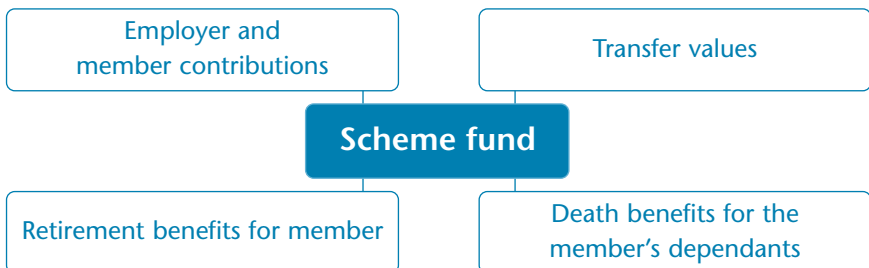 Employer and
member contributions
Transfer values
Scheme fund
Retirement benefits for member
Death benefits for the
member’s dependants